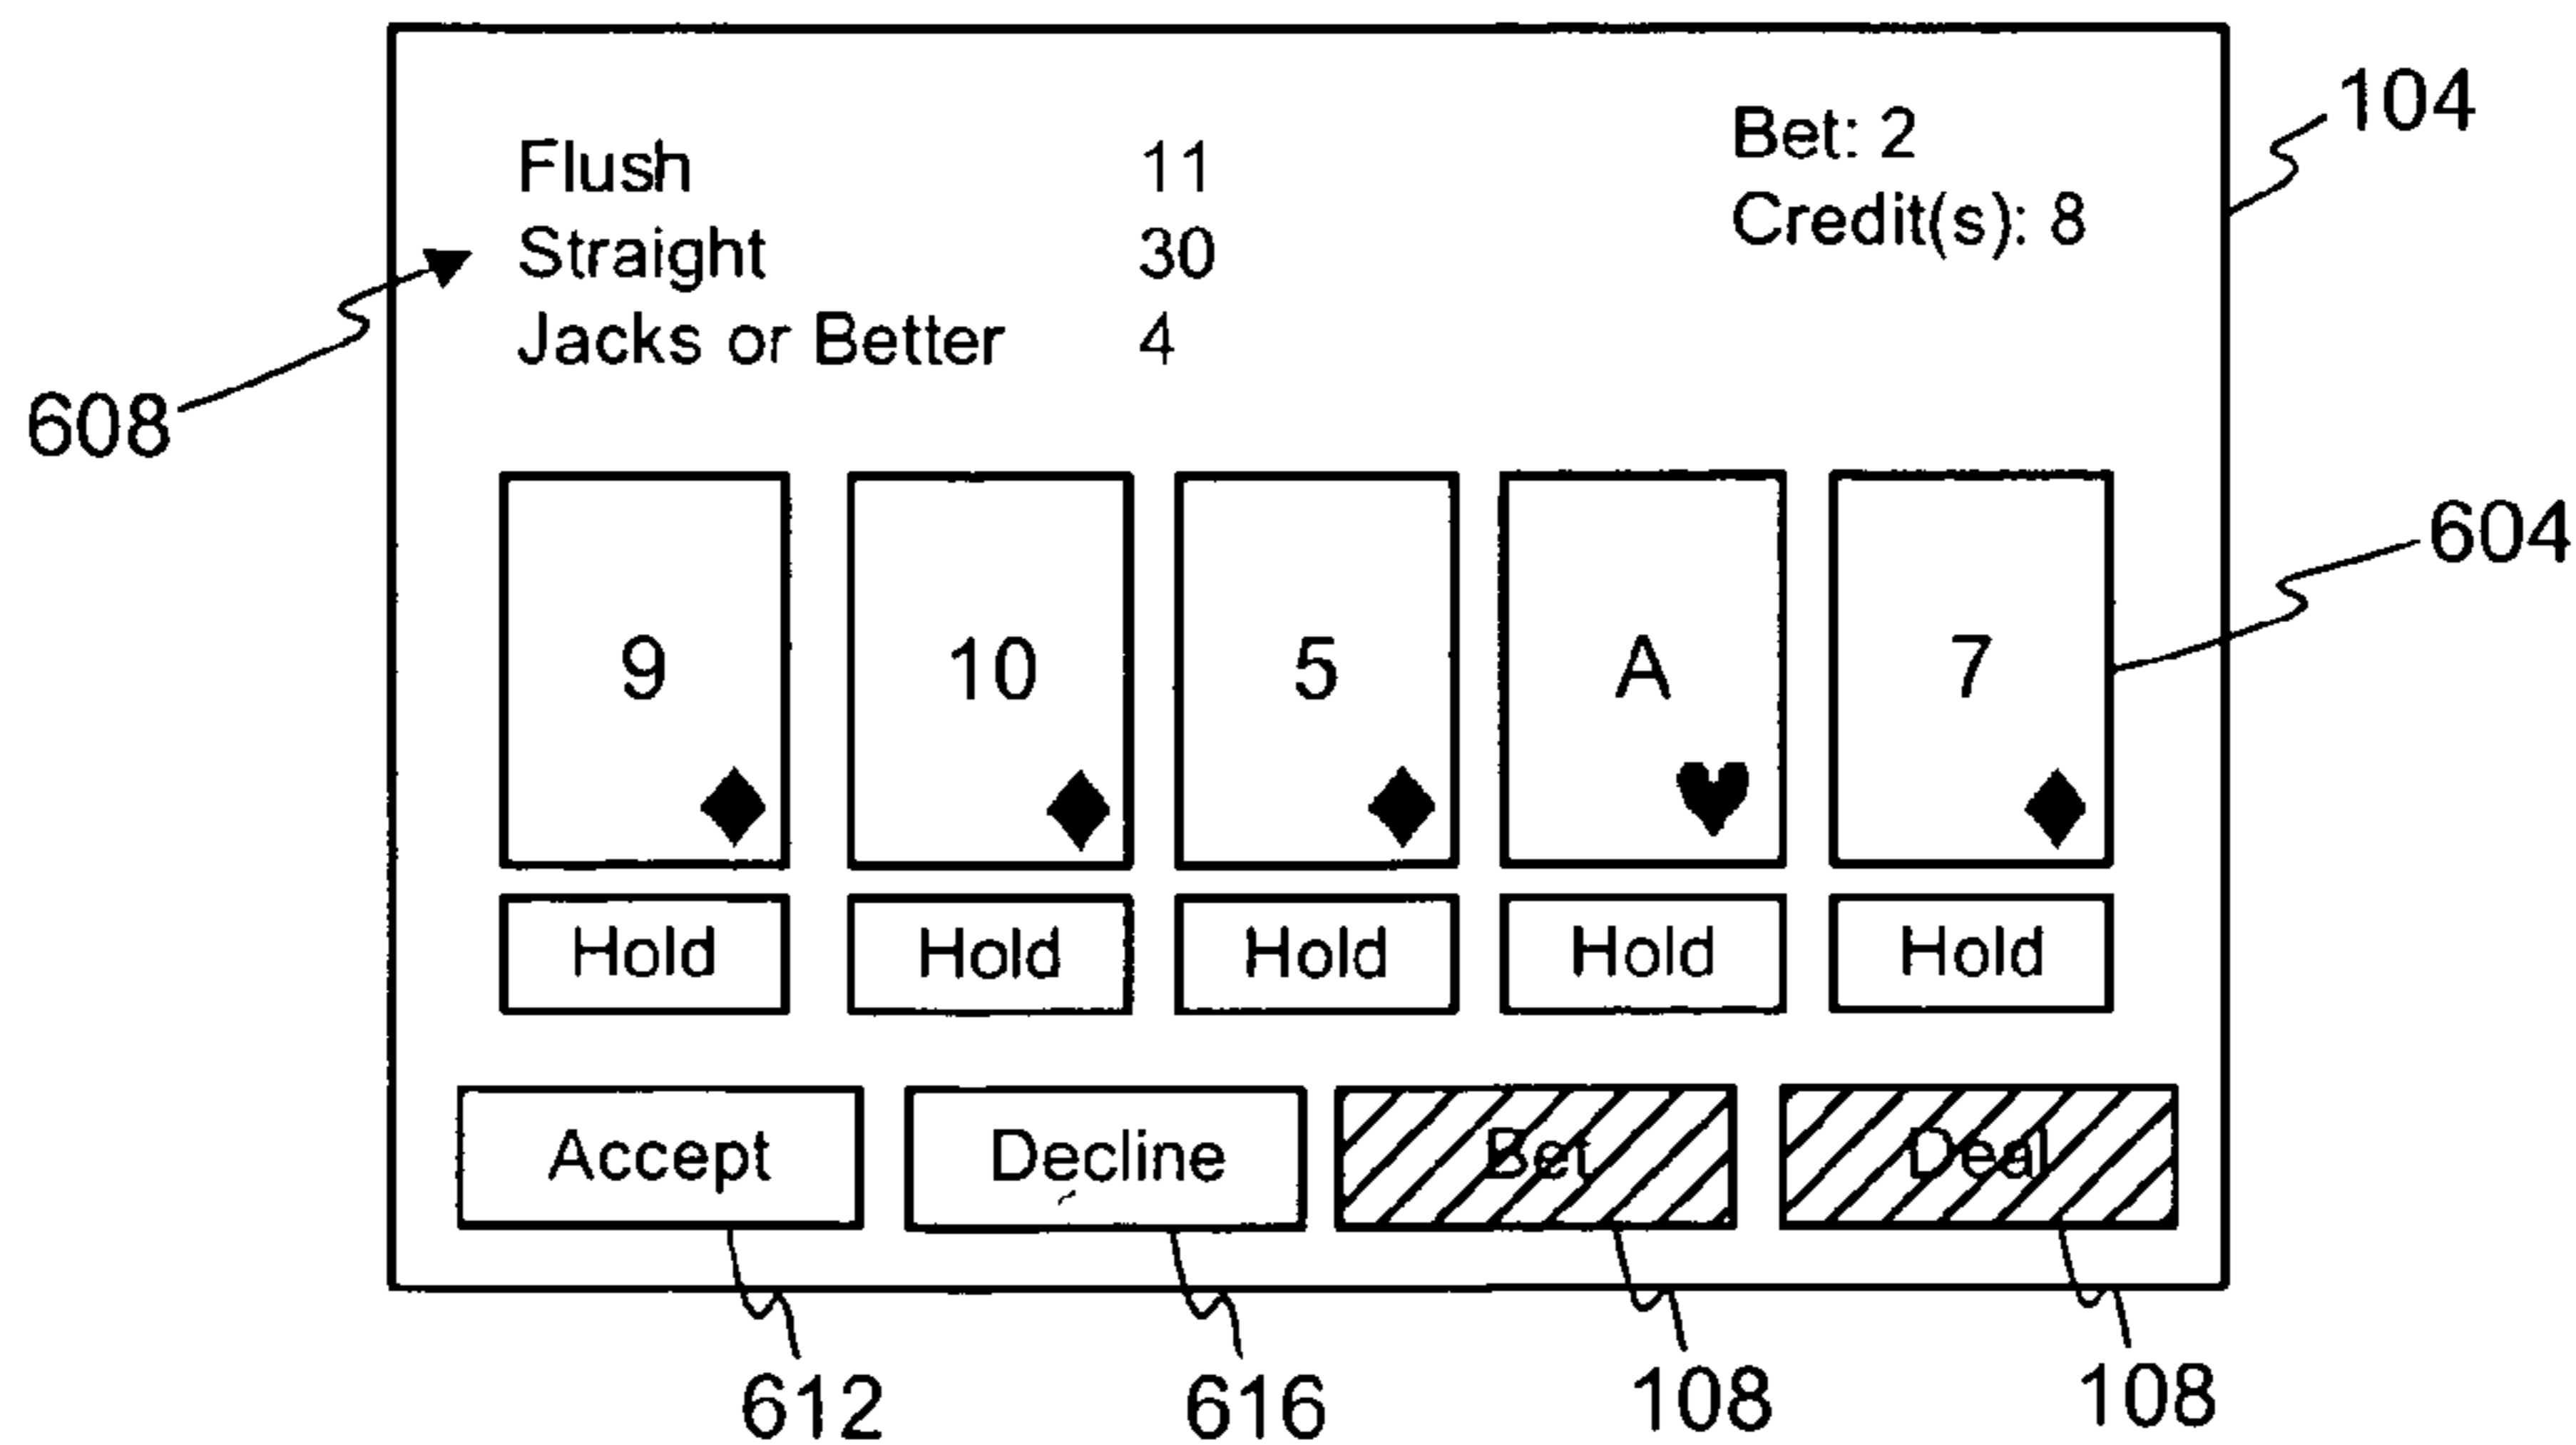 Bet: 2
104
Flush 11
Credit(s): 8
Straight 30
Jacks or Better 4
608
604
9 10 5 A 7
Hold Hold Hold Hold Hold
Accept Decline Bet Deal
612 616 108 108